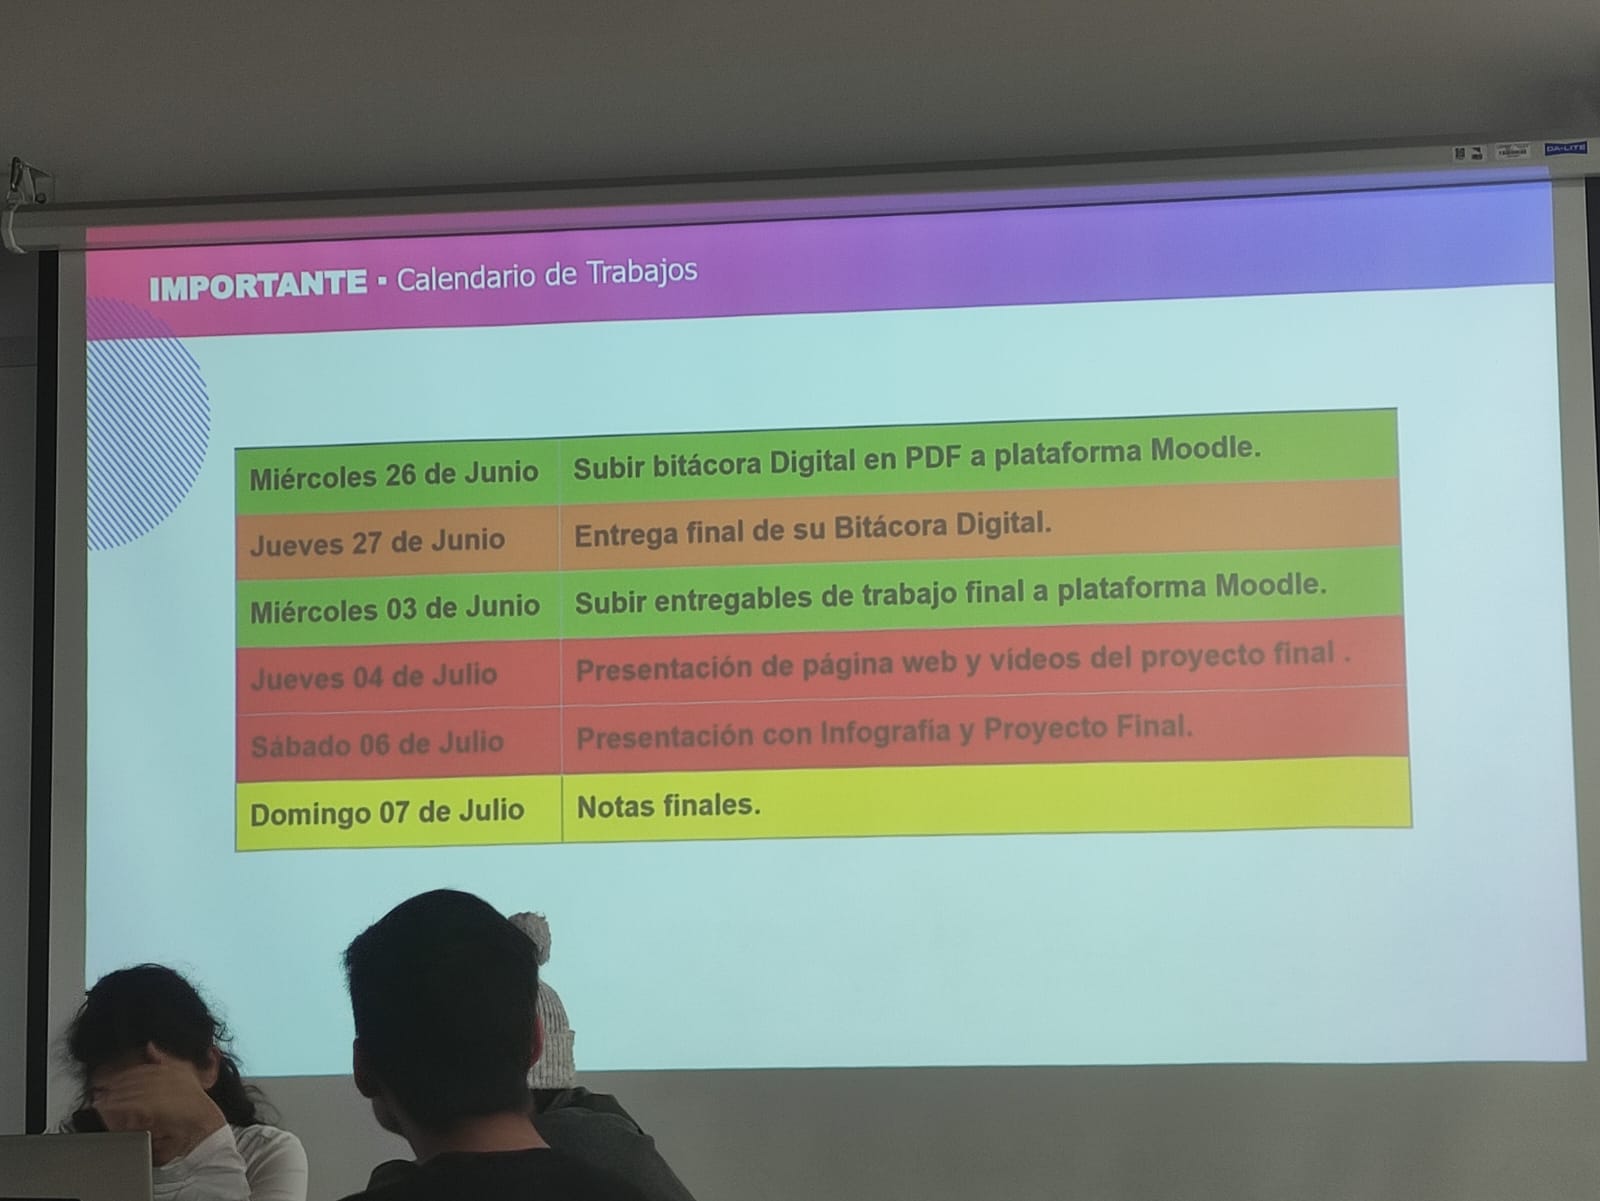 DA-LITE
IMPORTANTE ▪ Calendario de Trabajos
Miércoles 26 de Junio Subir bitácora Digital en PDF a plataforma Moodle.
Jueves 27 de Junio Entrega final de su Bitácora Digital.
Miércoles 03 de Junio Subir entregables de trabajo final a plataforma Moodle.
Jueves 04 de Julio Presentación de página web y vídeos del proyecto final .
Sábado 06 de Julio Presentación con Infografía y Proyecto Final.
Domingo 07 de Julio Notas finales.